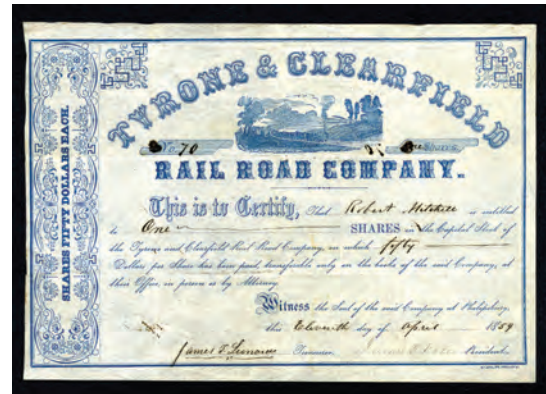 TYRONE & CLEARFIELD
No 70
RAIL ROAD COMPANY.
This is to Certify, That Robert Mitchell is entitled
to One SHARES in the Capital Stock of
the Tyrone and Clearfield Rail Road Company, on which fifty
Dollars per Share has been paid, transferable only on the books of the said Company, at
their Office, in person or by Attorney
Witness the Seal of the said Company at Philipsburg,
this Eleventh day of April 1859
James T. Treasurer President
SHARES FIFTY DOLLARS EACH.